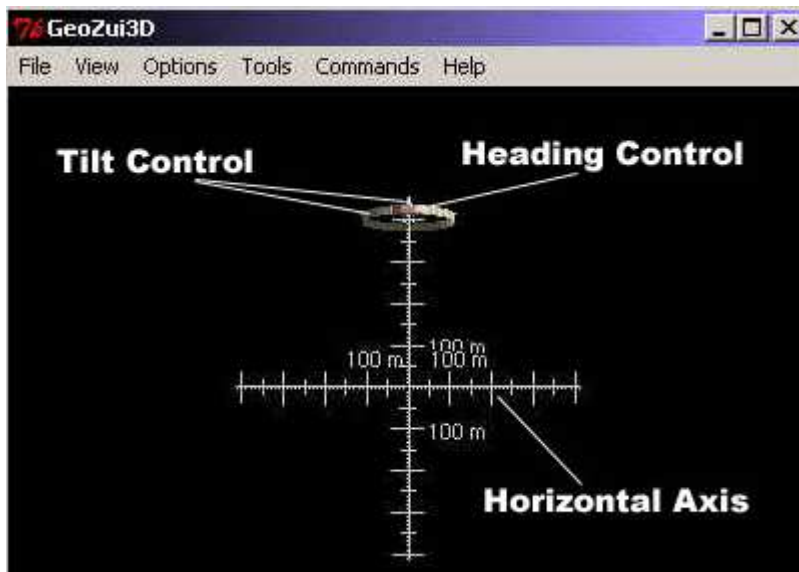 GeoZui3D
File View Options Tools Commands Help
Tilt Control
Heading Control
100 m
100 m 100 m
100 m
Horizontal Axis